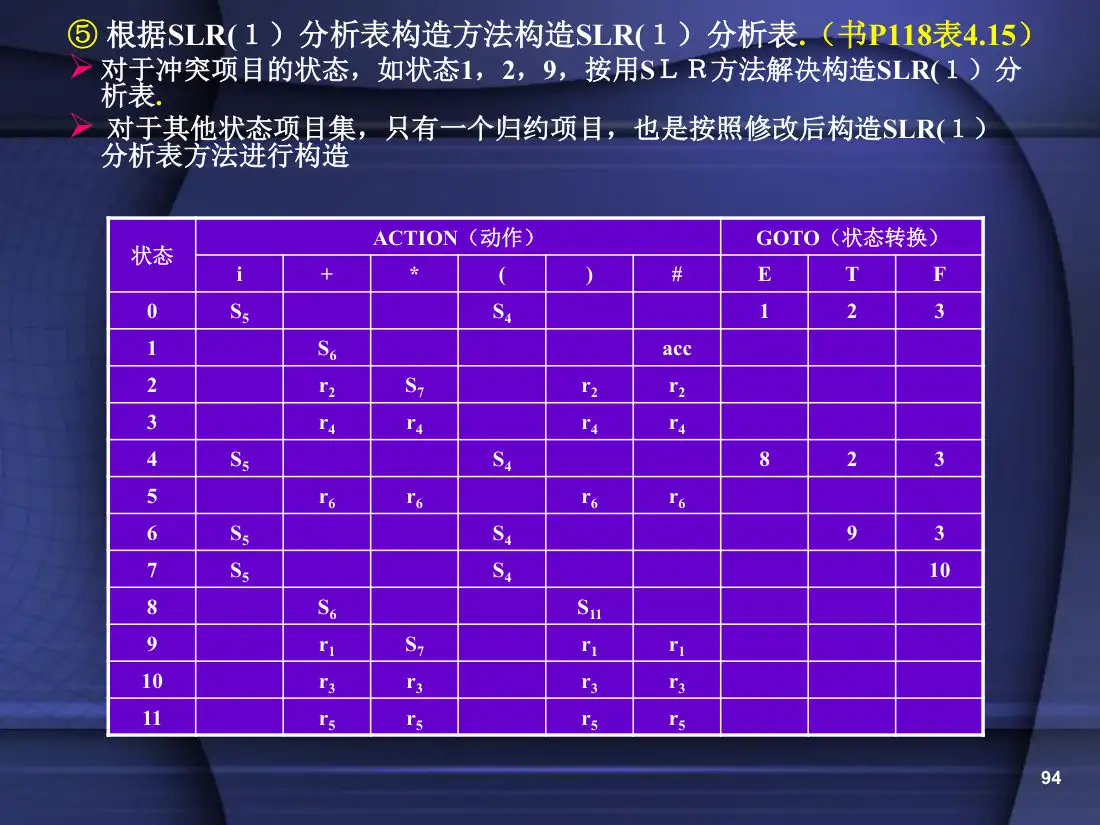 ⑤ 根据SLR(１）分析表构造方法构造SLR(１）分析表.（书P118表4.15）
对于冲突项目的状态，如状态1，2，9，按用SＬＲ方法解决构造SLR(１）分
析表.
对于其他状态项目集，只有一个归约项目，也是按照修改后构造SLR(１）
分析表方法进行构造
状态 ACTION（动作） GOTO（状态转换）
i + * ( ) # E T F
0 S5 S4 1 2 3
1 S6 acc
2 r2 S7 r2 r2
3 r4 r4 r4 r4
4 S5 S4 8 2 3
5 r6 r6 r6 r6
6 S5 S4 9 3
7 S5 S4 10
8 S6 S11
9 r1 S7 r1 r1
10 r3 r3 r3 r3
11 r5 r5 r5 r5
94